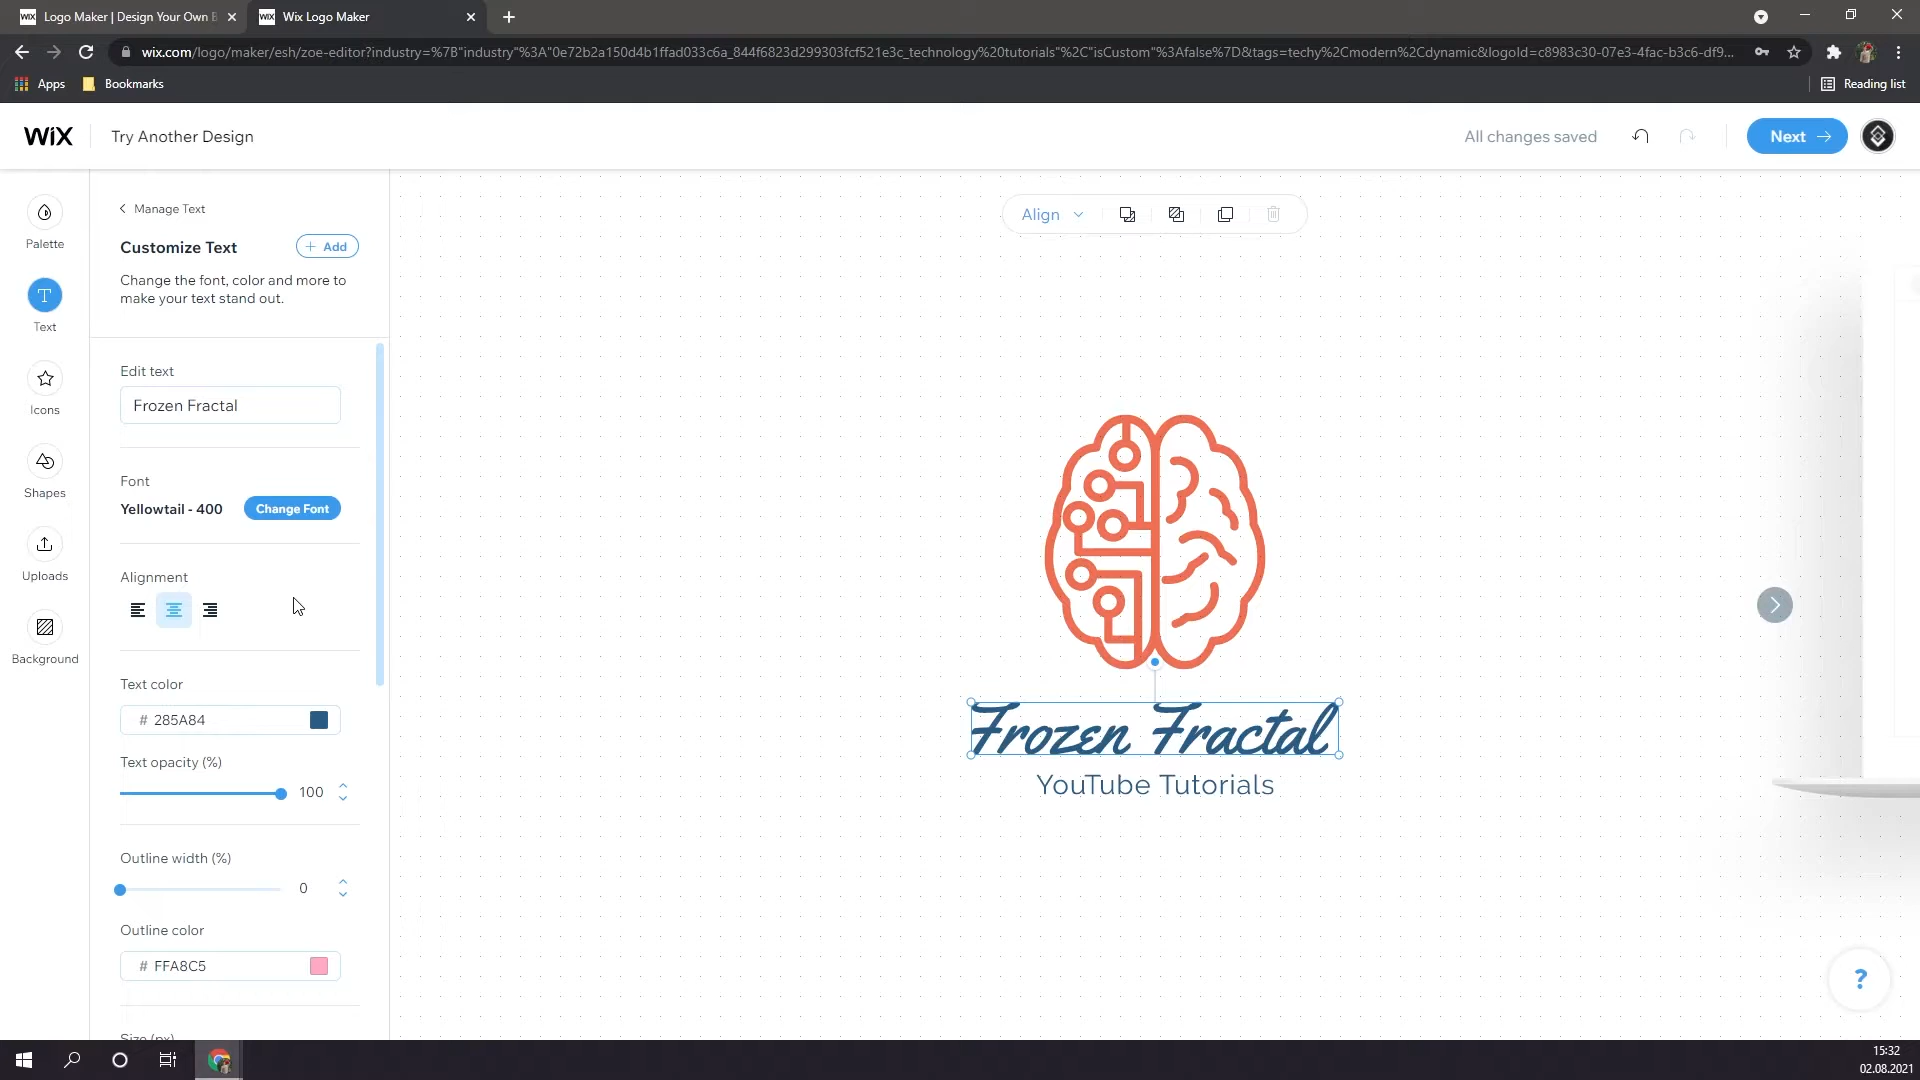 WiX Logo Maker | Design Your Own B
WiX Wix Logo Maker
wix.com/logo/maker/esh/zoe-editor?industry=%7B"industry"%3A"0e72b2a150d4b1ffad033c6a_844f6823d299303fcf521e3c_technology%20tutorials"%2C"isCustom"%3Afalse%7D&tags=techy%2Cmodern%2Cdynamic&logoId=c8983c30-07e3-4fac-b3c6-df9...
Apps
Bookmarks
Reading list
WiX
Try Another Design
All changes saved
Next
Palette
Text
Icons
Shapes
Uploads
Background
Manage Text
Customize Text
+ Add
Change the font, color and more to
make your text stand out.
Edit text
Frozen Fractal
Font
Yellowtail - 400
Change Font
Alignment
Text color
# 285A84
Text opacity (%)
100
Outline width (%)
0
Outline color
# FFA8C5
Size (px)
Align
Frozen Fractal
YouTube Tutorials
?
15:32
02.08.2021